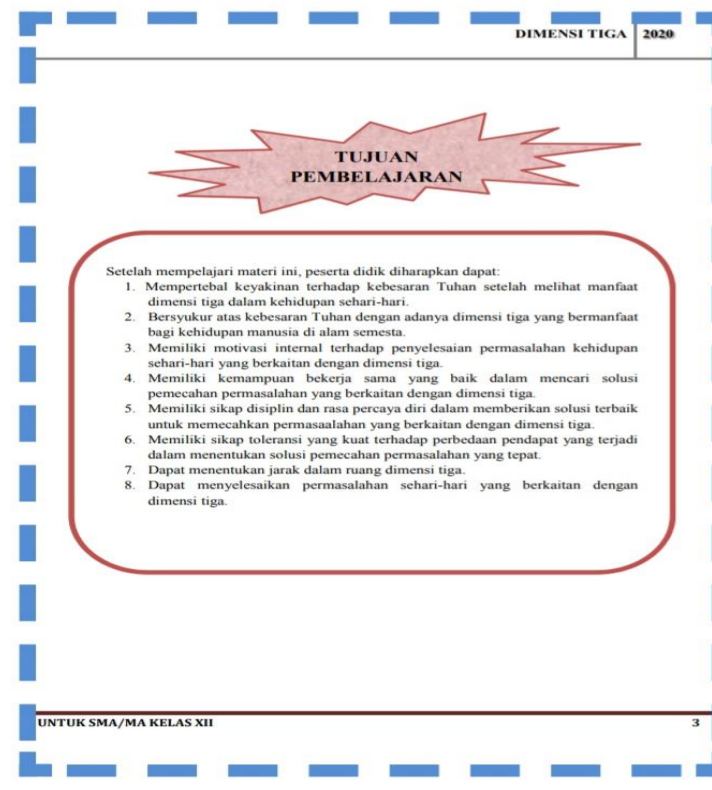 DIMENSI TIGA 2020
TUJUAN
PEMBELAJARAN
Setelah mempelajari materi ini, peserta didik diharapkan dapat:
1. Mempertebal keyakinan terhadap kebesaran Tuhan setelah melihat manfaat
dimensi tiga dalam kehidupan sehari-hari.
2. Bersyukur atas kebesaran Tuhan dengan adanya dimensi tiga yang bermanfaat
bagi kehidupan manusia di alam semesta.
3. Memiliki motivasi internal terhadap penyelesaian permasalahan kehidupan
sehari-hari yang berkaitan dengan dimensi tiga.
4. Memiliki kemampuan bekerja sama yang baik dalam mencari solusi
pemecahan permasalahan yang berkaitan dengan dimensi tiga.
5. Memiliki sikap disiplin dan rasa percaya diri dalam memberikan solusi terbaik
untuk memecahkan permasaalahan yang berkaitan dengan dimensi tiga.
6. Memiliki sikap toleransi yang kuat terhadap perbedaan pendapat yang terjadi
dalam menentukan solusi pemecahan permasalahan yang tepat.
7. Dapat menentukan jarak dalam ruang dimensi tiga.
8. Dapat menyelesaikan permasalahan sehari-hari yang berkaitan dengan
dimensi tiga.
UNTUK SMA/MA KELAS XII 3